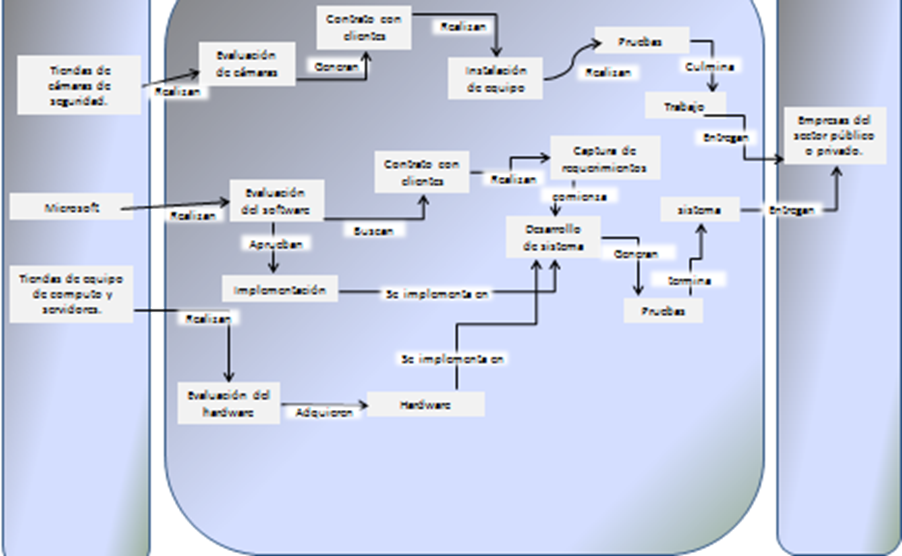 Contrato con
clientes
Realizan
Pruebas
Evaluación
de cámaras
Generan
Culmina
Tiendas de
cámaras de
seguridad.
Realizan
Instalación
de equipo
Realizan
Trabajo
Entregan
Empresas del
sector público
o privado.
Captura de
requerimientos
Contrato con
clientes
Realizan
comienza
Evaluación
del software
Microsoft
Realizan
Buscan
sistema
Entregan
Aprueban
Desarrollo
de sistema
Generan
Tiendas de equipo
de computo y
servidores.
termina
Implementación
Se implementa en
Pruebas
Realizan
Se implementa en
Evaluación del
hardware
Adquieren
Hardware